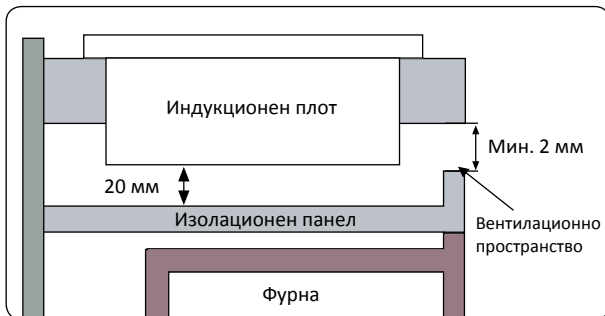 Индукционен плот
Мин. 2 мм
20 мм
Изолационен панел
Вентилационно
пространство
Фурна